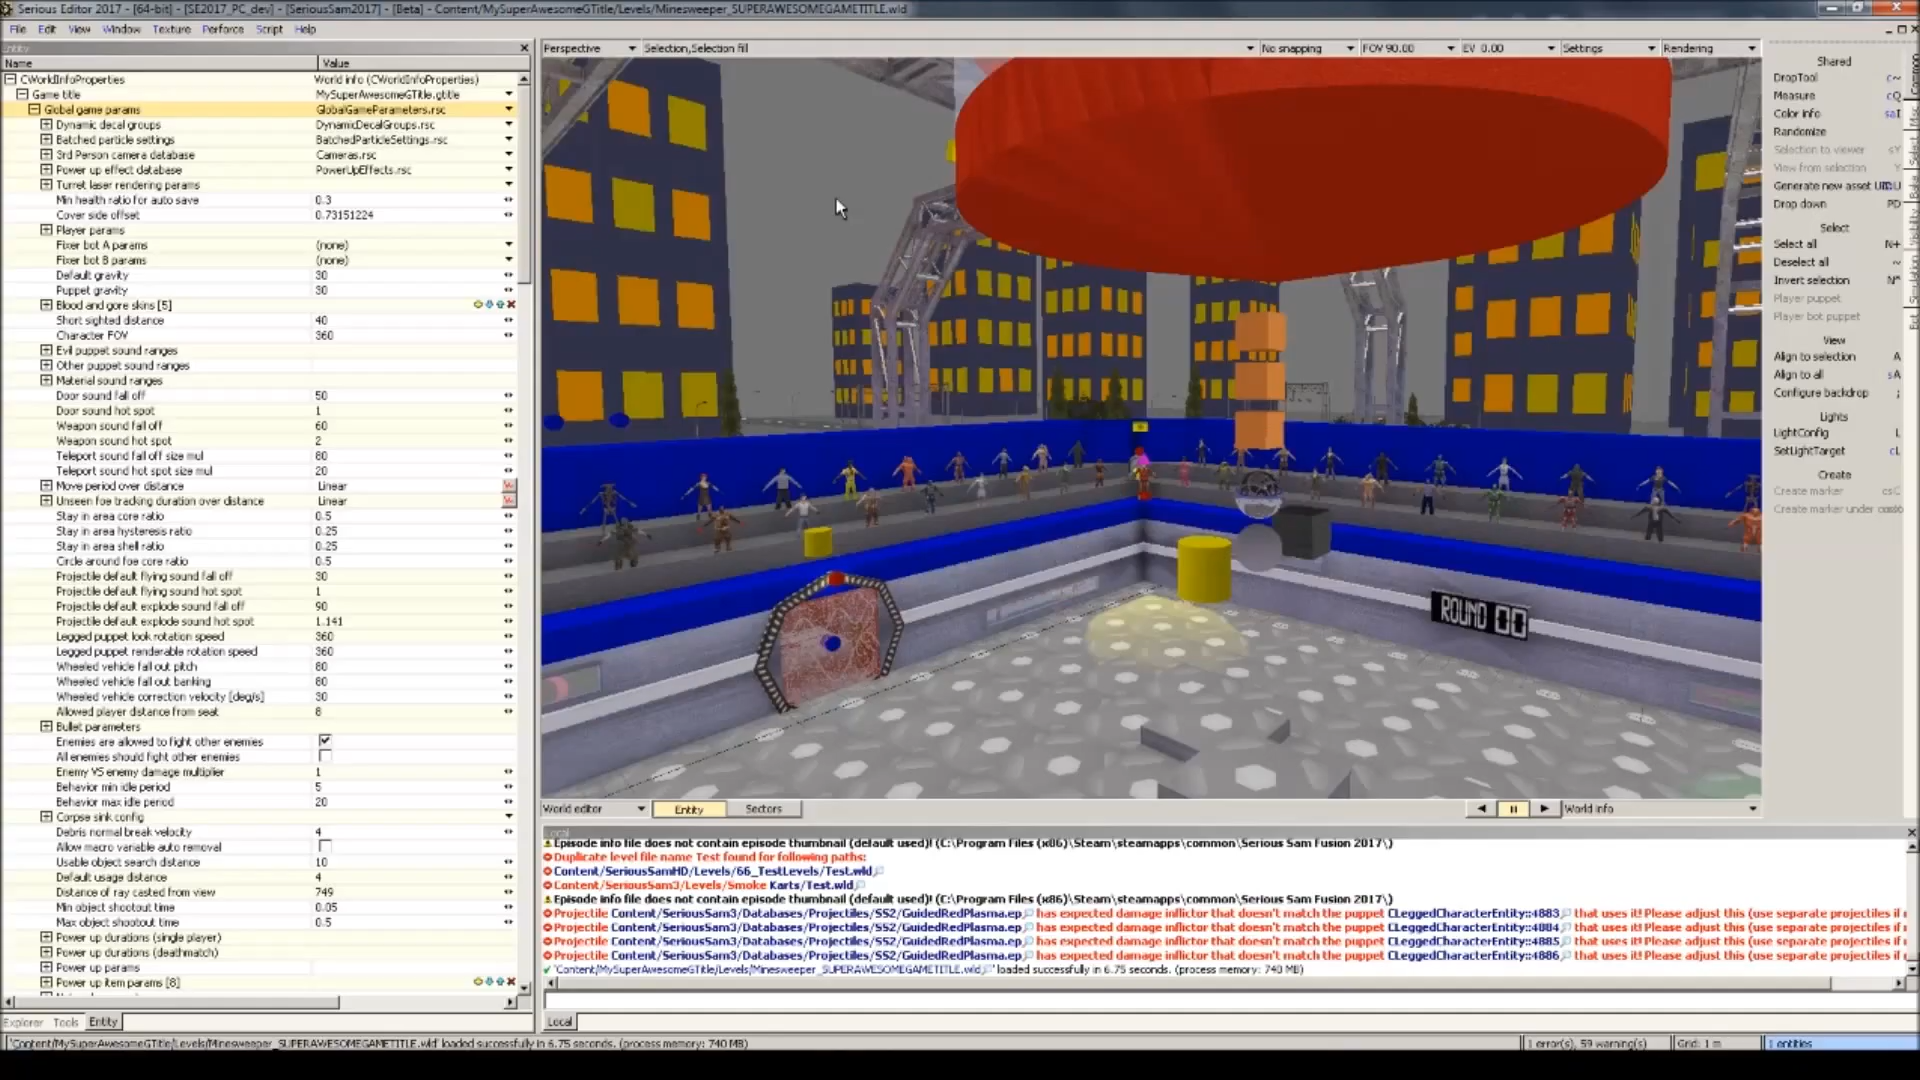 Serious Editor 2017 - [64-bit] - [SE2017_PC_dev] - [SeriousSam2017] - [Beta] - Content/MySuperAwesomeGTitle/Levels/Minesweeper_SUPERAWESOMEGAMETITLE.wld
File Edit View Window Texture Perforce Script Help
Entity
Name Value
CWorldInfoProperties World info (CWorldInfoProperties)
Game title MySuperAwesomeGTitle.gtitle
Global game params GlobalGameParameters.rsc
Dynamic decal groups DynamicDecalGroups.rsc
Batched particle settings BatchedParticleSettings.rsc
3rd Person camera database Cameras.rsc
Power up effect database PowerUpEffects.rsc
Turret laser rendering params
Min health ratio for auto save 0.3
Cover side offset 0.73151224
Player params
Fixer bot A params (none)
Fixer bot B params (none)
Default gravity 30
Puppet gravity 30
Blood and gore skins [5]
Short sighted distance 40
Character FOV 360
Evil puppet sound ranges
Other puppet sound ranges
Material sound ranges
Door sound fall off 50
Door sound hot spot 1
Weapon sound fall off 60
Weapon sound hot spot 2
Teleport sound fall off size mul 80
Teleport sound hot spot size mul 20
Move period over distance Linear
Unseen foe tracking duration over distance Linear
Stay in area core ratio 0.5
Stay in area hysteresis ratio 0.25
Stay in area shell ratio 0.25
Circle around foe core ratio 0.5
Projectile default flying sound fall off 30
Projectile default flying sound hot spot 1
Projectile default explode sound fall off 90
Projectile default explode sound hot spot 1.141
Legged puppet look rotation speed 360
Legged puppet renderable rotation speed 360
Wheeled vehicle fall out pitch 80
Wheeled vehicle fall out banking 80
Wheeled vehicle correction velocity [deg/s] 30
Allowed player distance from seat 8
Bullet parameters
Enemies are allowed to fight other enemies
All enemies should fight other enemies
Enemy VS enemy damage multiplier 1
Behavior min idle period 5
Behavior max idle period 20
Corpse sink config
Debris normal break velocity 4
Allow macro variable auto removal
Usable object search distance 10
Default usage distance 4
Distance of ray casted from view 749
Min object shootout time 0.05
Max object shootout time 0.5
Power up durations (single player)
Power up durations (deathmatch)
Power up params
Power up item params [8]
Explorer Tools Entity
Perspective Selection,Selection fill No snapping FOV 90.00 EV 0.00 Settings Rendering
ROUND 00
World editor Entity Sectors World info
Shared
DropTool c~
Measure cQ
Color info saI
Randomize
Selection to viewer sY
View from selection Y
Generate new asset
Drop down PD
Select
Select all N+
Deselect all ~
Invert selection N*
Player puppet
Player bot puppet
View
Align to selection A
Align to all sA
Configure backdrop ;
Lights
LightConfig L
SetLightTarget cL
Create
Create marker csC
Create marker under
Local
Episode info file does not contain episode thumbnail (default used)! (C:\Program Files (x86)\Steam\steamapps\common\Serious Sam Fusion 2017\)
Duplicate level file name Test found for following paths:
Content/SeriousSamHD/Levels/66_TestLevels/Test.wld
Content/SeriousSam3/Levels/Smoke Karts/Test.wld
Episode info file does not contain episode thumbnail (default used)! (C:\Program Files (x86)\Steam\steamapps\common\Serious Sam Fusion 2017\)
Projectile Content/SeriousSam3/Databases/Projectiles/SS2/GuidedRedPlasma.ep has expected damage inflictor that doesn't match the puppet CLeggedCharacterEntity::4883 that uses it! Please adjust this (use separate projectiles if
Projectile Content/SeriousSam3/Databases/Projectiles/SS2/GuidedRedPlasma.ep has expected damage inflictor that doesn't match the puppet CLeggedCharacterEntity::4884 that uses it! Please adjust this (use separate projectiles if
Projectile Content/SeriousSam3/Databases/Projectiles/SS2/GuidedRedPlasma.ep has expected damage inflictor that doesn't match the puppet CLeggedCharacterEntity::4885 that uses it! Please adjust this (use separate projectiles if
Projectile Content/SeriousSam3/Databases/Projectiles/SS2/GuidedRedPlasma.ep has expected damage inflictor that doesn't match the puppet CLeggedCharacterEntity::4886 that uses it! Please adjust this (use separate projectiles if
'Content/MySuperAwesomeGTitle/Levels/Minesweeper_SUPERAWESOMEGAMETITLE.wld' loaded successfully in 6.75 seconds. (process memory: 740 MB)
Local
'Content/MySuperAwesomeGTitle/Levels/Minesweeper_SUPERAWESOMEGAMETITLE.wld' loaded successfully in 6.75 seconds. (process memory: 740 MB) 1 error(s), 59 warning(s) Grid: 1 m 1 entities